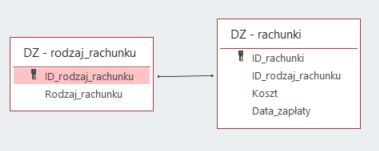 DZ - rodzaj_rachunku
ID_rodzaj_rachunku
Rodzaj_rachunku
DZ - rachunki
ID_rachunki
ID_rodzaj_rachunku
Koszt
Data_zapłaty